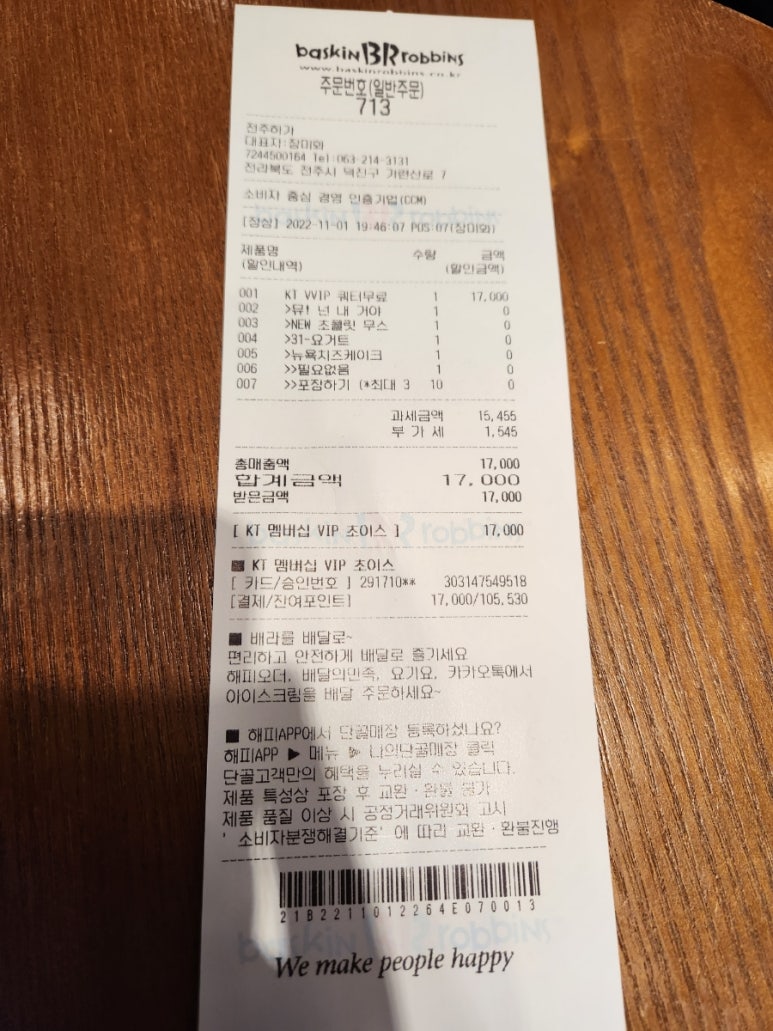 baskin BR robbins
www.baskinrobbins.co.kr
주문번호(일반주문)
713
전주하가
대표자:장미화
7244500164 Tel:063-214-3131
전라북도 전주시 덕진구 가련산로 7
소비자 중심 경영 인증기업(CCM)
[정상] 2022-11-01 19:46:07 POS:07(장미화)
제품명 수량 금액
(할인내역) (할인금액)
001 KT VVIP 쿼터무료 1 17,000
002 >뮤! 넌 내 거야 1 0
003 >NEW 초콜릿 무스 1 0
004 >31-요거트 1 0
005 >뉴욕치즈케이크 1 0
006 >>필요없음 1 0
007 >>포장하기 (*최대 3 10 0
과세금액 15,455
부 가 세 1,545
총매출액 17,000
합계금액 17,000
받은금액 17,000
[ KT 멤버십 VIP 초이스 ] 17,000
■ KT 멤버십 VIP 초이스
[ 카드/승인번호 ] 291710** 303147549518
[결제/잔여포인트] 17,000/105,530
■ 배라를 배달로~
편리하고 안전하게 배달로 즐기세요
해피오더, 배달의민족, 요기요, 카카오톡에서
아이스크림을 배달 주문하세요~
■ 해피APP에서 단골매장 등록하셨나요?
해피APP ▶ 메뉴 ▶ 나의단골매장 클릭
단골고객만의 혜택을 누리실 수 있습니다.
제품 특성상 포장 후 교환·환불 불가
제품 품질 이상 시 공정거래위원회 고시
' 소비자분쟁해결기준' 에 따라 교환·환불진행
21B2211012264E070013
We make people happy